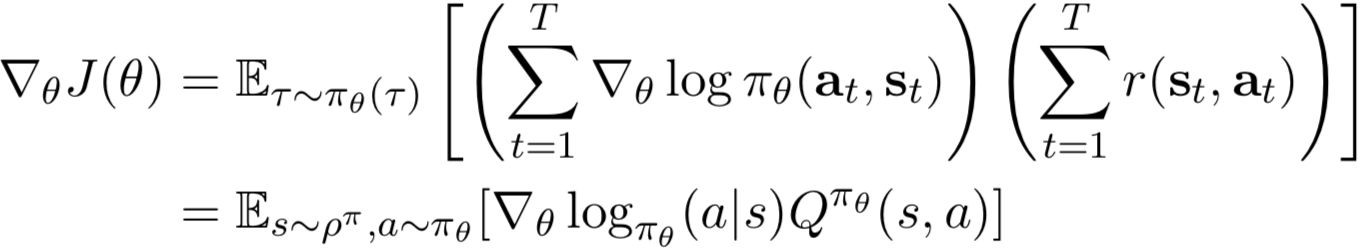 ∇_θ J(θ) = 𝔼_{τ∼π_θ(τ)} [ ( ∑_{t=1}^{T} ∇_θ log π_θ(𝐚_t, 𝐬_t) ) ( ∑_{t=1}^{T} r(𝐬_t, 𝐚_t) ) ]
= 𝔼_{s∼ρ^π, a∼π_θ}[∇_θ log_{π_θ}(a|s)Q^{π_θ}(s, a)]